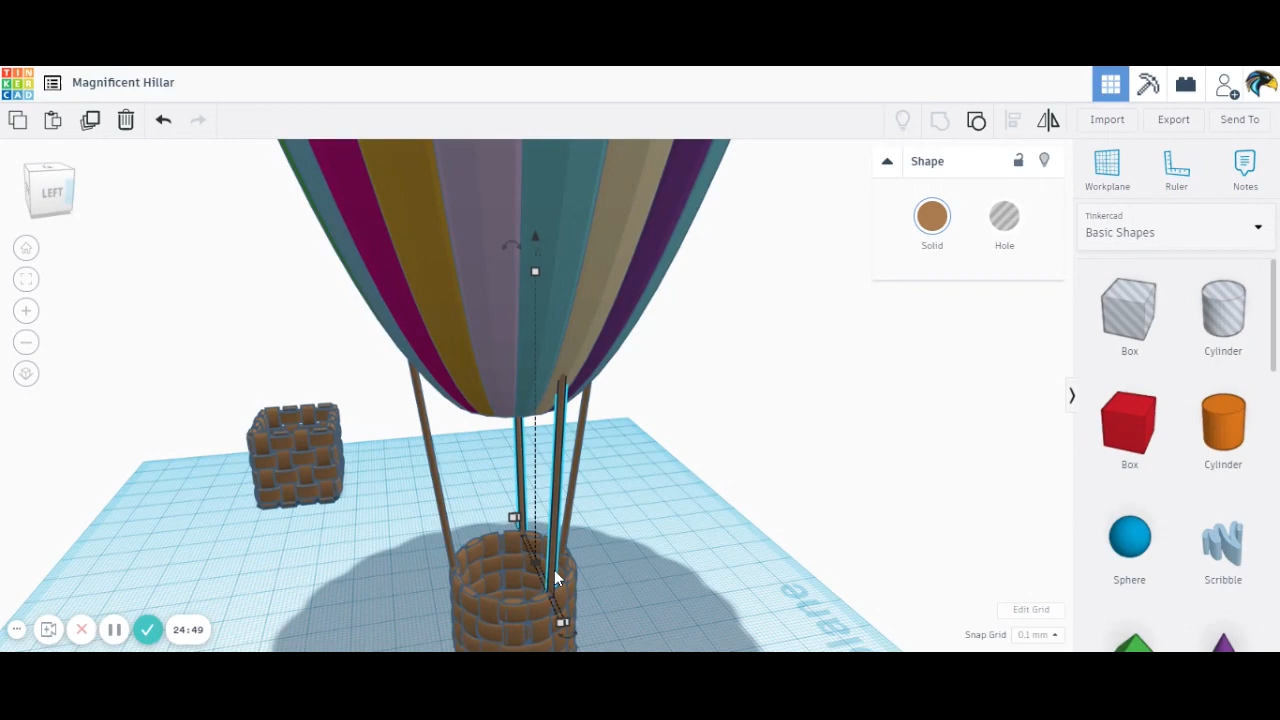 TIN
KER
CAD
Magnificent Hillar
Import
Export
Send To
LEFT
Shape
Solid
Hole
Workplane
Ruler
Notes
Tinkercad
Basic Shapes
Box
Cylinder
Box
Cylinder
Sphere
Scribble
Edit Grid
Snap Grid
0.1 mm
24:49